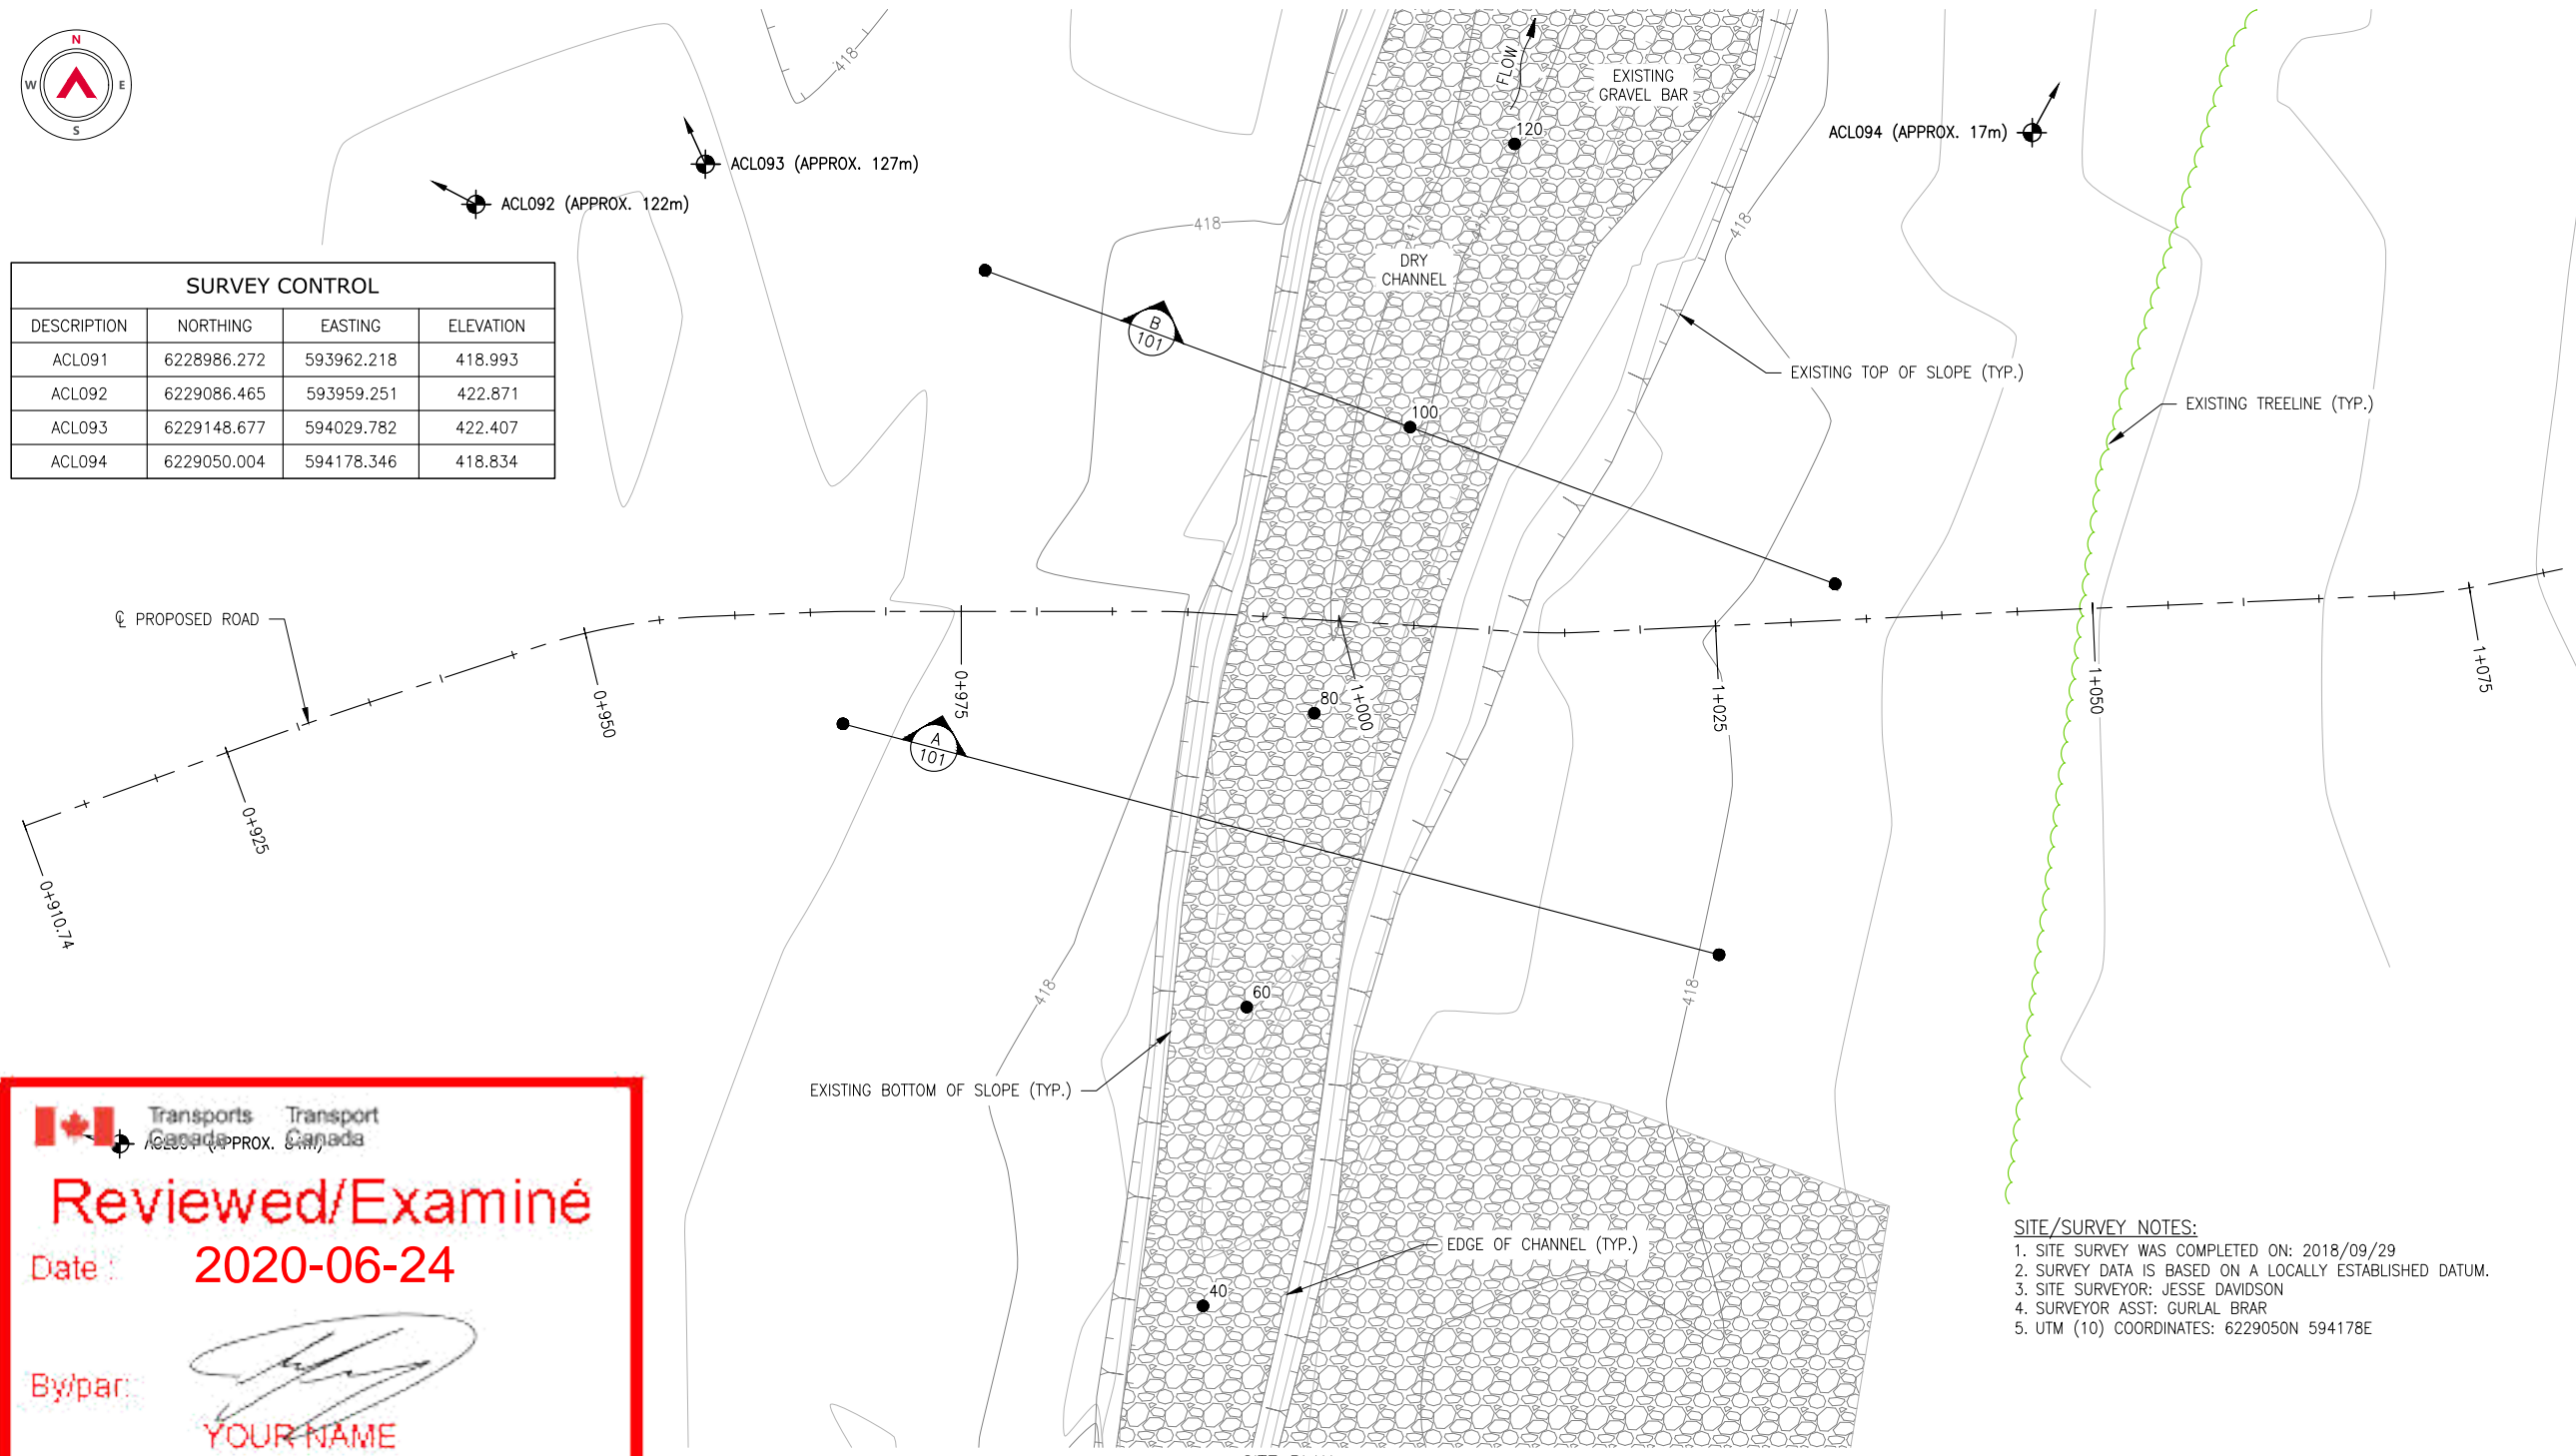 N
W
E
S
418
ACL093 (APPROX. 127m)
ACL092 (APPROX. 122m)
FLOW
EXISTING
GRAVEL BAR
120
ACL094 (APPROX. 17m)
418
418
DRY
CHANNEL
SURVEY CONTROL
DESCRIPTION NORTHING EASTING ELEVATION
ACL091 6228986.272 593962.218 418.993
ACL092 6229086.465 593959.251 422.871
ACL093 6229148.677 594029.782 422.407
ACL094 6229050.004 594178.346 418.834
B
101
100
EXISTING TOP OF SLOPE (TYP.)
EXISTING TREELINE (TYP.)
℄ PROPOSED ROAD
0+910.74
0+925
0+950
0+975
80
1+000
1+025
1+050
1+075
A
101
418
418
60
EXISTING BOTTOM OF SLOPE (TYP.)
EDGE OF CHANNEL (TYP.)
40
Transports Transport
Canada Canada
(APPROX.
Reviewed/Examiné
Date : 2020-06-24
By/par:
YOUR NAME
SITE/SURVEY NOTES:
1. SITE SURVEY WAS COMPLETED ON: 2018/09/29
2. SURVEY DATA IS BASED ON A LOCALLY ESTABLISHED DATUM.
3. SITE SURVEYOR: JESSE DAVIDSON
4. SURVEYOR ASST: GURLAL BRAR
5. UTM (10) COORDINATES: 6229050N 594178E